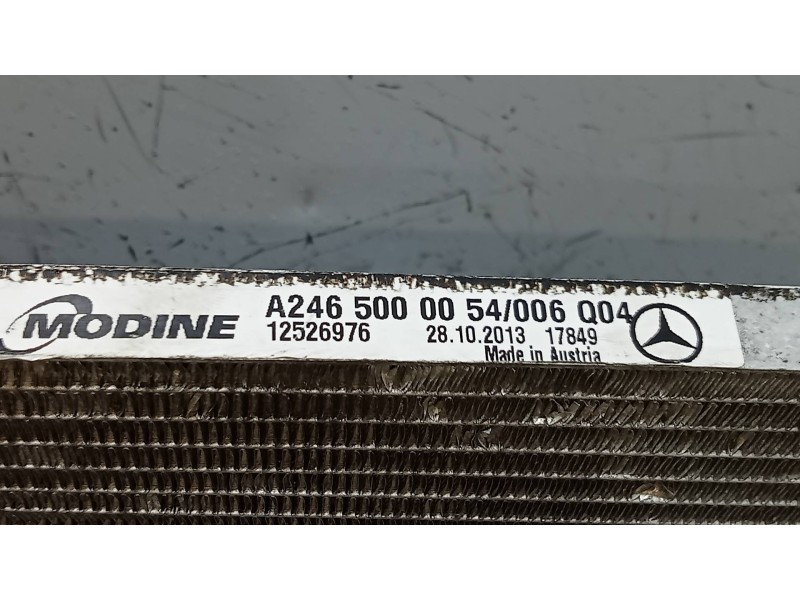 MODINE
A246 500 00 54/006 Q04
12526976 28.10.2013 17849
Made in Austria